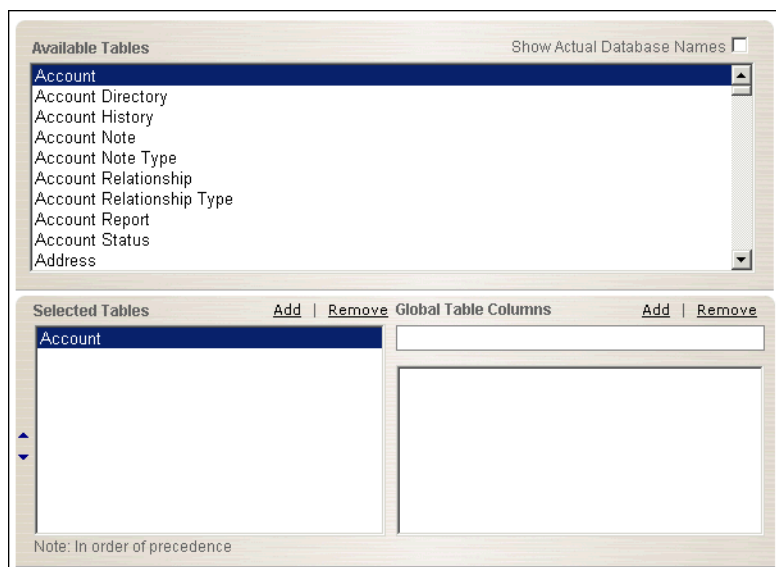 Available Tables Show Actual Database Names
Account
Account Directory
Account History
Account Note
Account Note Type
Account Relationship
Account Relationship Type
Account Report
Account Status
Address
Selected Tables Add | Remove Global Table Columns Add | Remove
Account
Note: In order of precedence